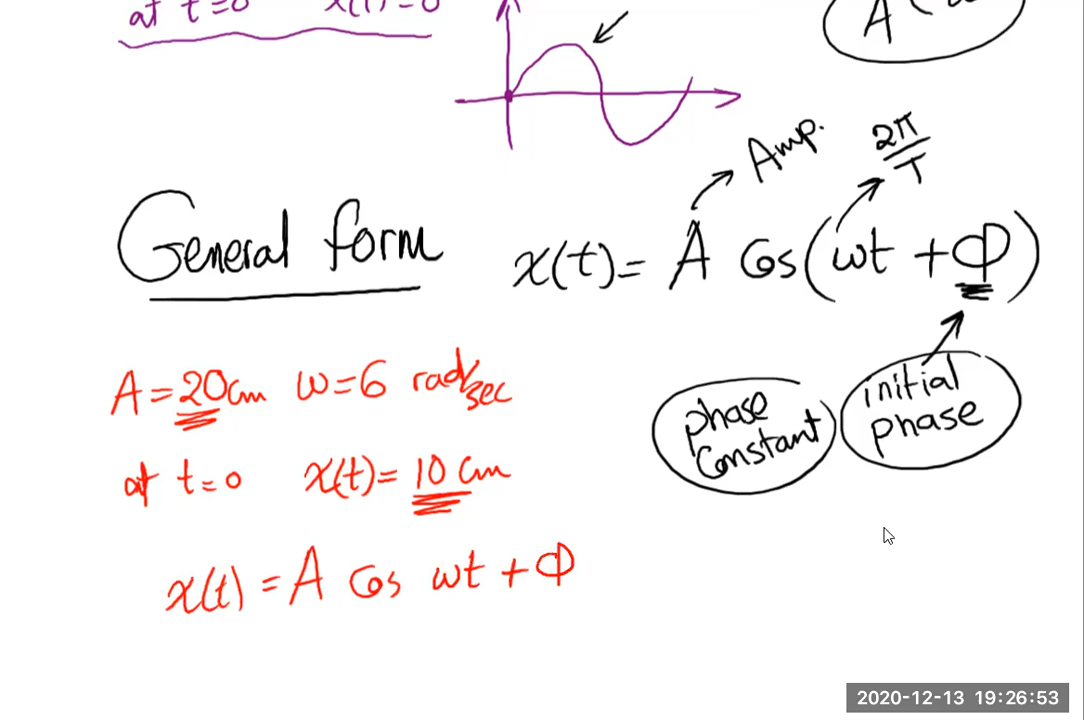 at t=0 x(t)=0
A
Amp.
2π/T
General form x(t)= A Cos(ωt +Φ)
A=20cm ω=6 rad/sec
phase Constant
initial phase
at t=0 x(t)=10 Cm
x(t)=A Cos ωt +Φ
2020-12-13 19:26:53